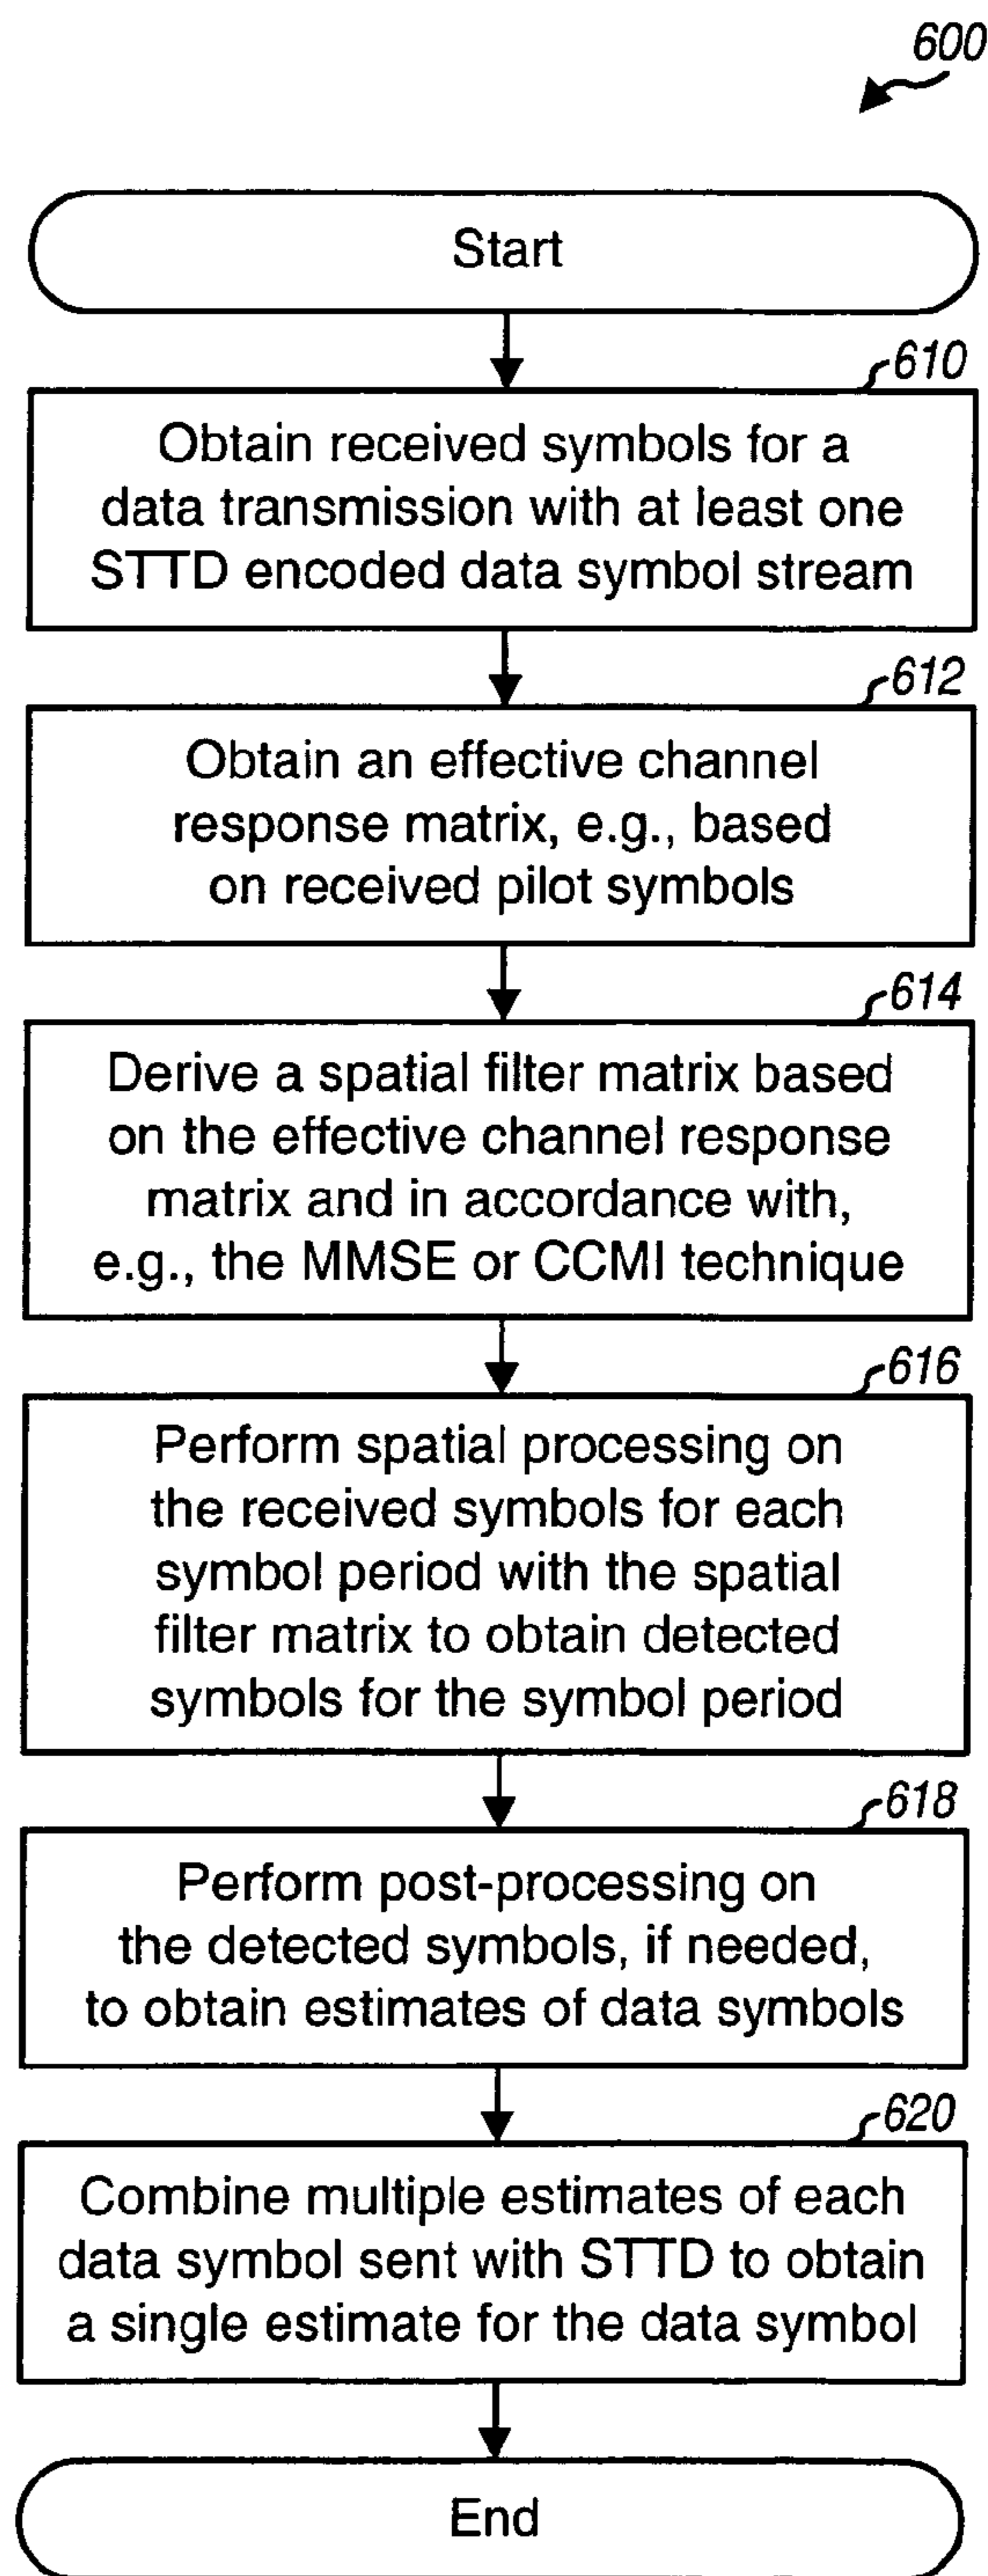 600
Start
610
Obtain received symbols for a
data transmission with at least one
STTD encoded data symbol stream
612
Obtain an effective channel
response matrix, e.g., based
on received pilot symbols
614
Derive a spatial filter matrix based
on the effective channel response
matrix and in accordance with,
e.g., the MMSE or CCMI technique
616
Perform spatial processing on
the received symbols for each
symbol period with the spatial
filter matrix to obtain detected
symbols for the symbol period
618
Perform post-processing on
the detected symbols, if needed,
to obtain estimates of data symbols
620
Combine multiple estimates of each
data symbol sent with STTD to obtain
a single estimate for the data symbol
End